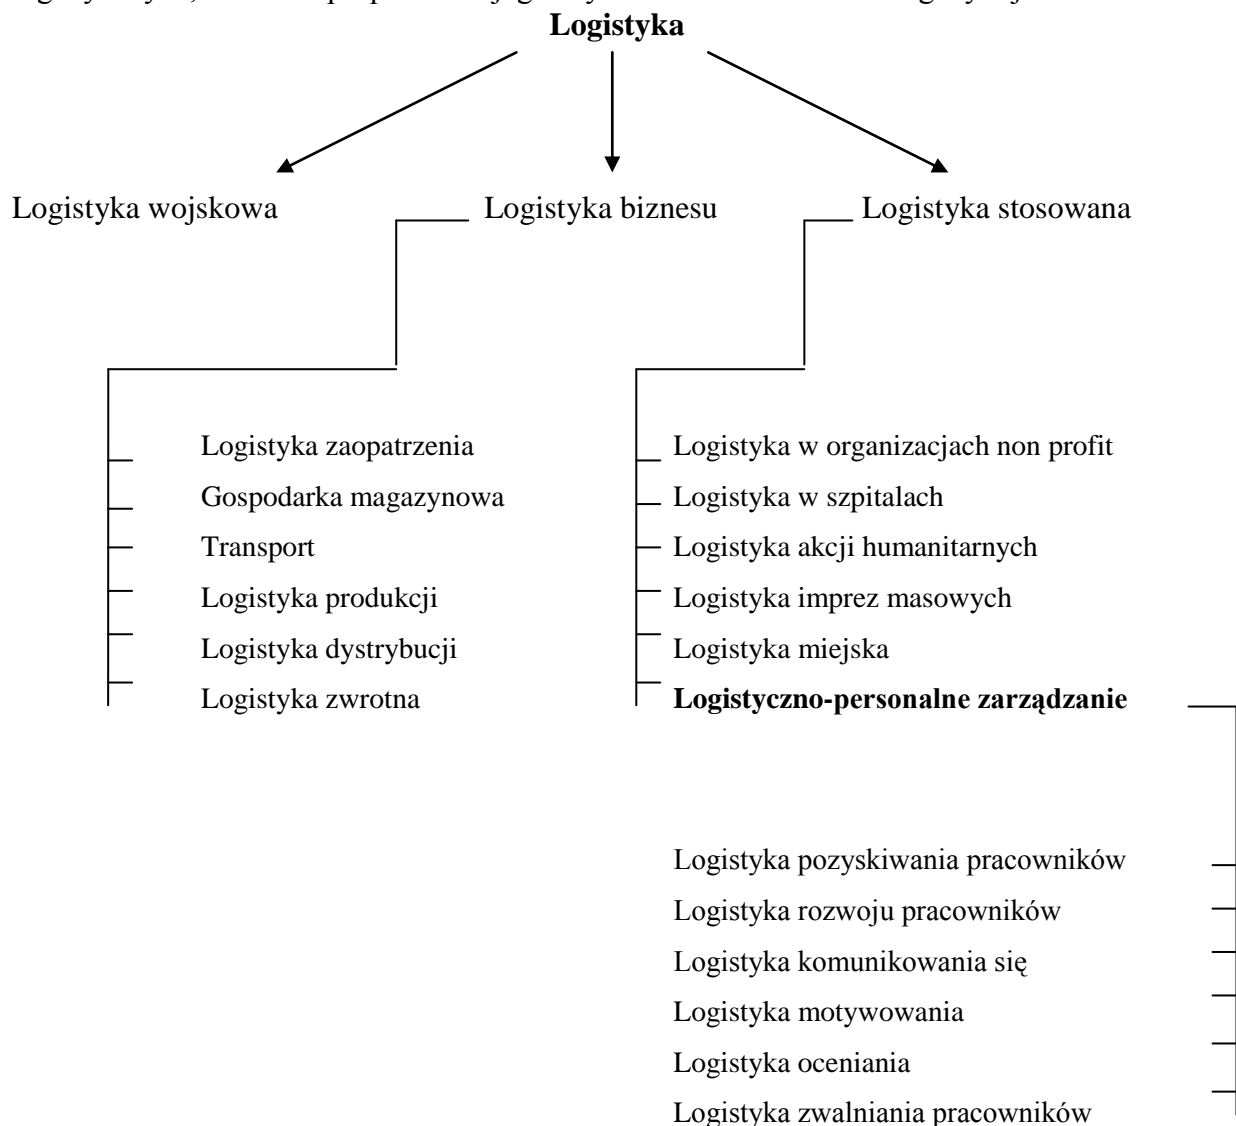 Logistyka
Logistyka wojskowa
Logistyka biznesu
Logistyka stosowana
Logistyka zaopatrzenia
Gospodarka magazynowa
Transport
Logistyka produkcji
Logistyka dystrybucji
Logistyka zwrotna
Logistyka w organizacjach non profit
Logistyka w szpitalach
Logistyka akcji humanitarnych
Logistyka imprez masowych
Logistyka miejska
Logistyczno-personalne zarządzanie
Logistyka pozyskiwania pracowników
Logistyka rozwoju pracowników
Logistyka komunikowania się
Logistyka motywowania
Logistyka oceniania
Logistyka zwalniania pracowników